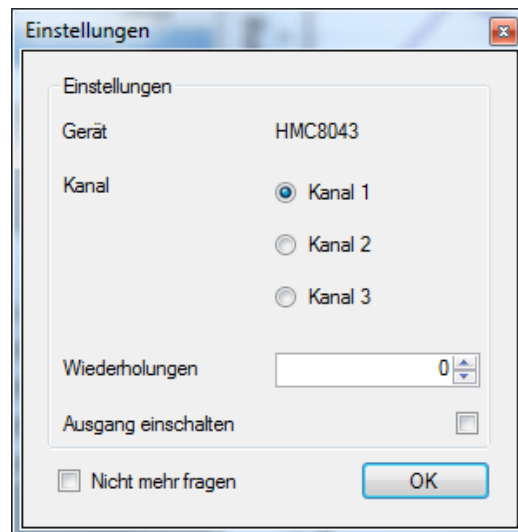 Einstellungen
Einstellungen
Gerät HMC8043
Kanal Kanal 1
Kanal 2
Kanal 3
Wiederholungen 0
Ausgang einschalten
Nicht mehr fragen OK